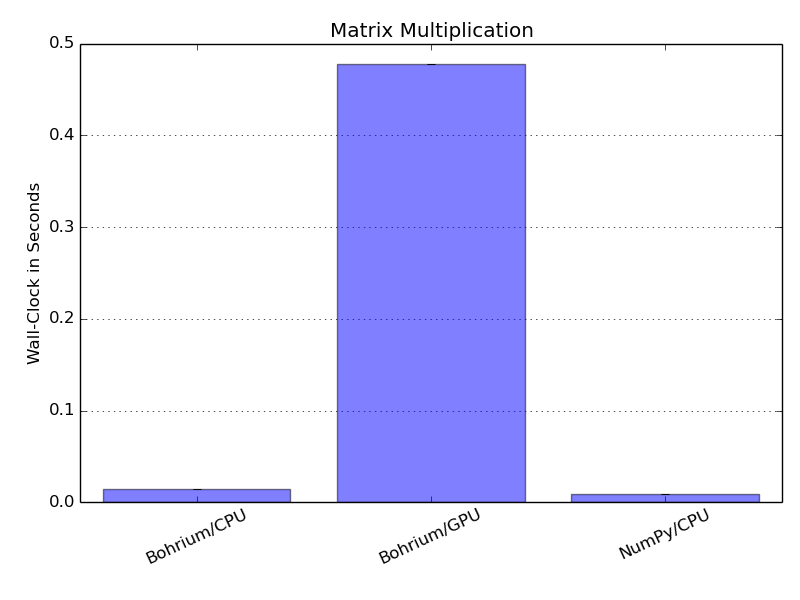 Matrix Multiplication
Wall-Clock in Seconds
0.5
0.4
0.3
0.2
0.1
0.0
Bohrium/CPU
Bohrium/GPU
NumPy/CPU